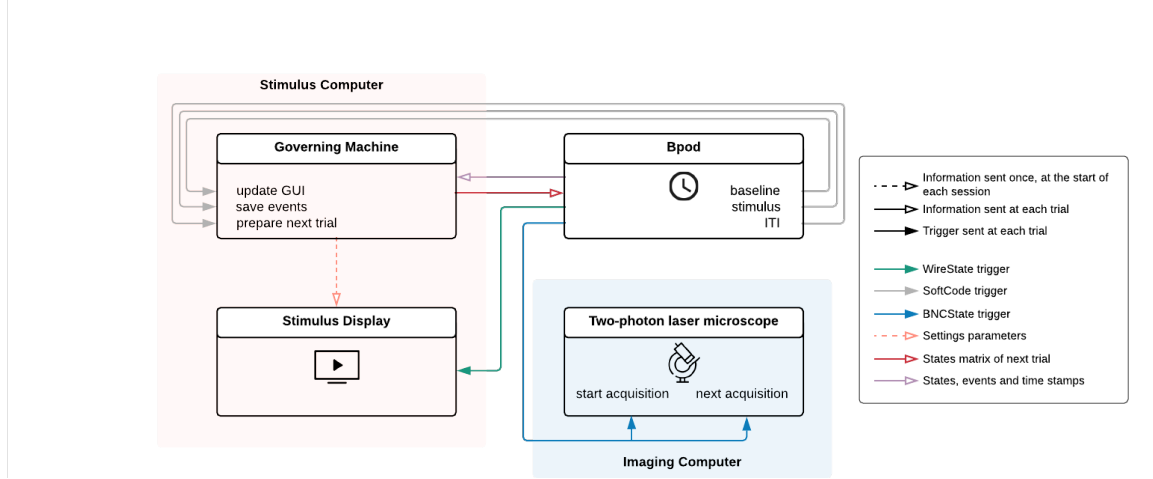 Stimulus Computer
Governing Machine
update GUI
save events
prepare next trial
Bpod
baseline
stimulus
ITI
Stimulus Display
Two-photon laser microscope
start acquisition
next acquisition
Imaging Computer
Information sent once, at the start of
each session
Information sent at each trial
Trigger sent at each trial
WireState trigger
SoftCode trigger
BNCState trigger
Settings parameters
States matrix of next trial
States, events and time stamps